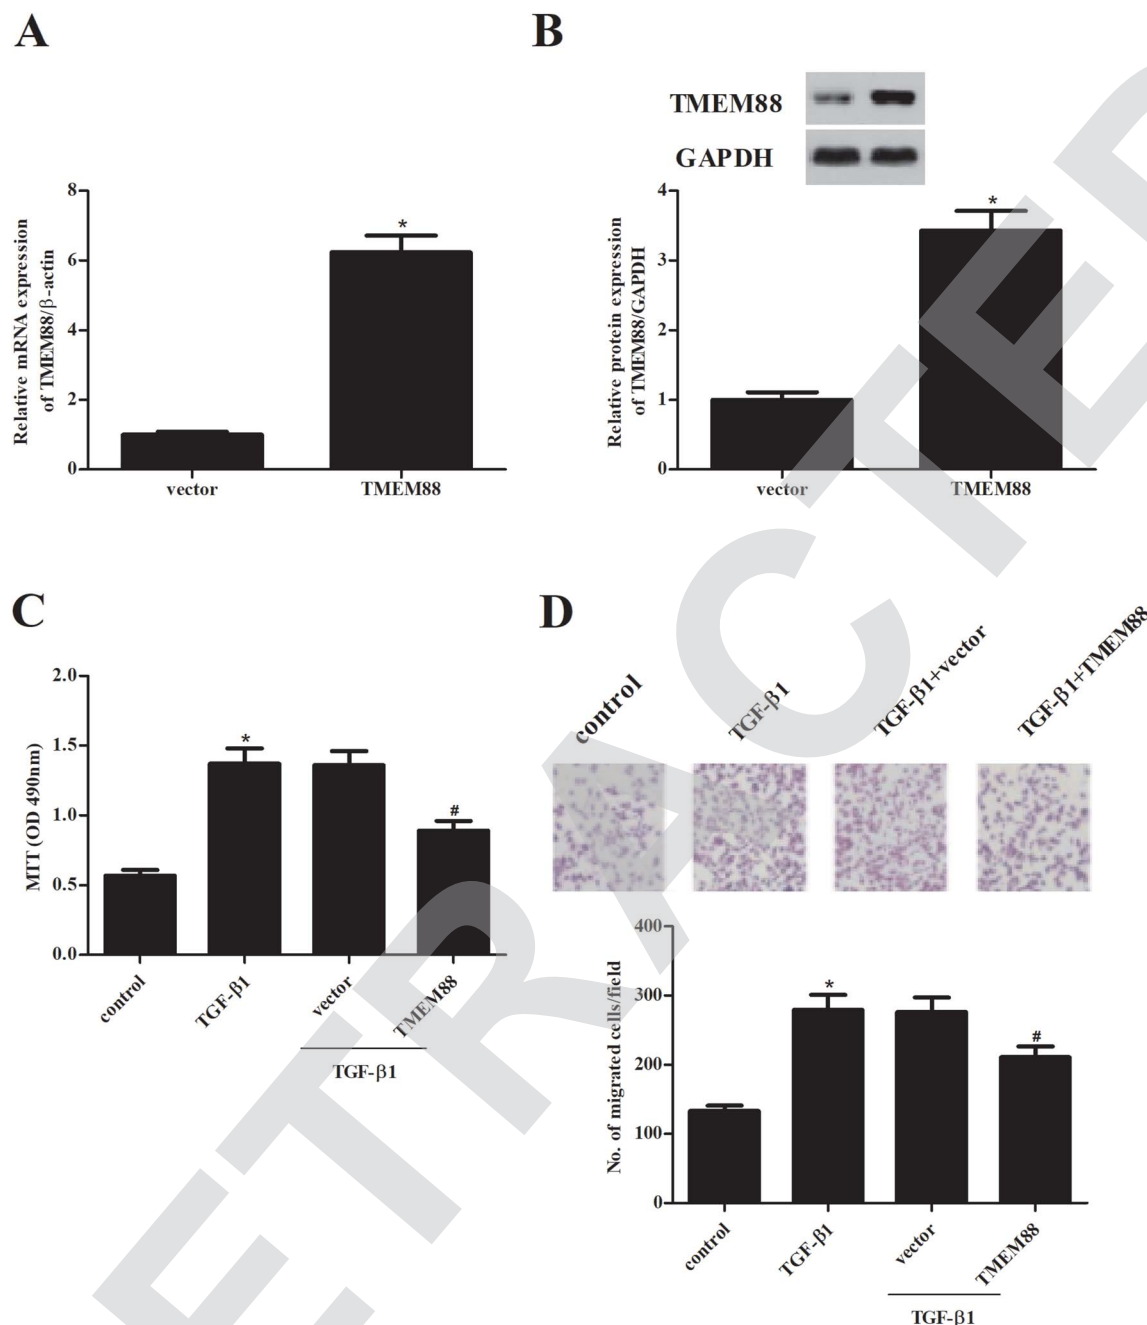 A
B
TMEM88
GAPDH
Relative mRNA expression
of TMEM88/β-actin
8
6
4
2
0
*
vector
TMEM88
Relative protein expression
of TMEM88/GAPDH
4
3
2
1
0
*
vector
TMEM88
C
D
MTT (OD 490nm)
2.0
1.5
1.0
0.5
0.0
*
#
control
TGF-β1
vector
TMEM88
TGF-β1
control
TGF-β1
TGF-β1+vector
TGF-β1+TMEM88
No. of migrated cells/field
400
300
200
100
0
*
#
control
TGF-β1
vector
TMEM88
TGF-β1
ETRACTE